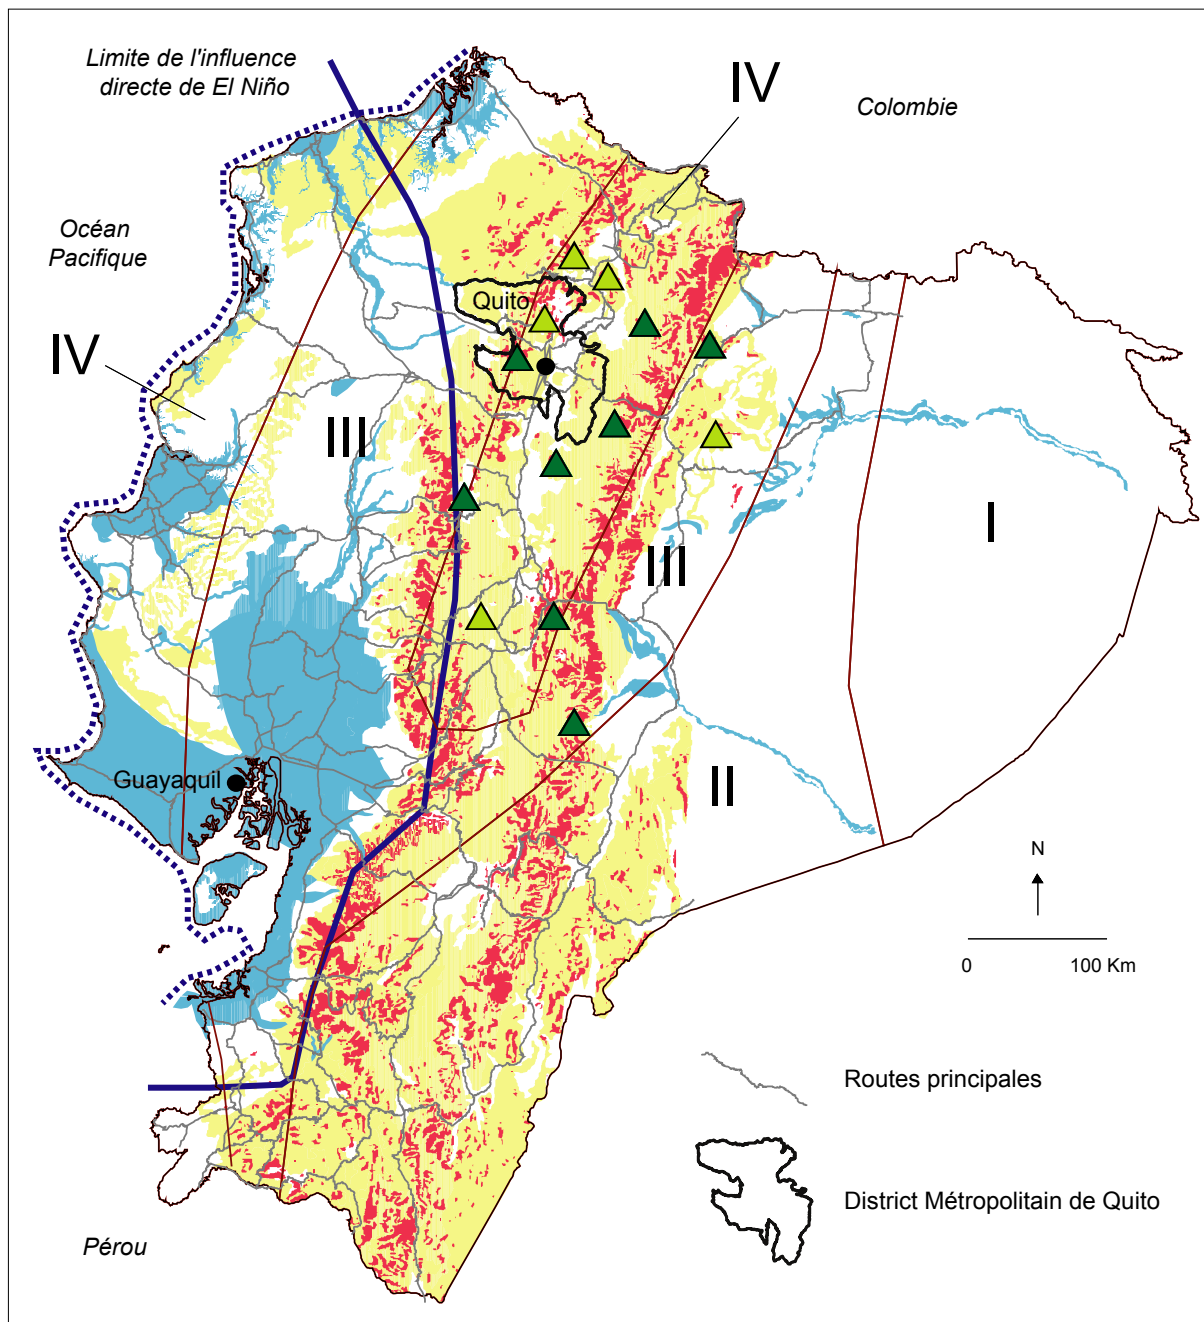 Limite de l'influence
directe de El Niño
IV
Colombie
Océan
Pacifique
Quito
IV
III
I
III
Guayaquil
II
N
0 100 Km
Routes principales
District Métropolitain de Quito
Pérou